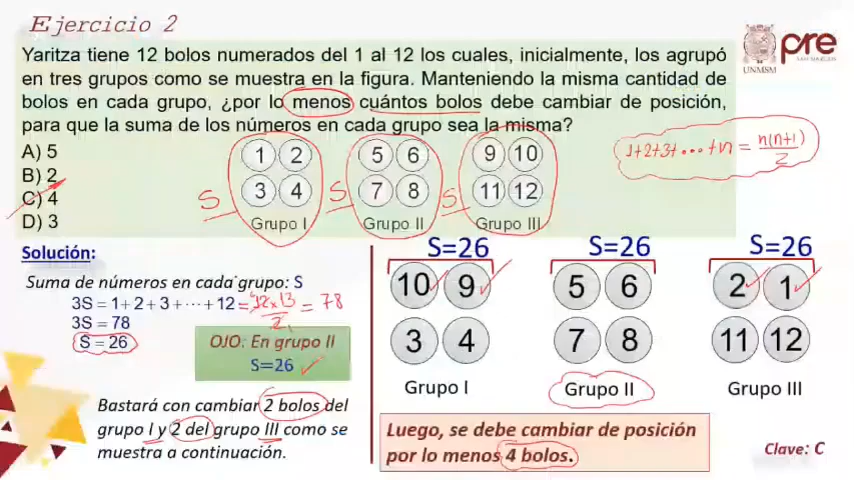 Ejercicio 2
Yaritza tiene 12 bolos numerados del 1 al 12 los cuales, inicialmente, los agrupó
en tres grupos como se muestra en la figura. Manteniendo la misma cantidad de
bolos en cada grupo, ¿por lo menos cuántos bolos debe cambiar de posición,
para que la suma de los números en cada grupo sea la misma?
UNMSM
pre
SAN MARCOS
A) 5
B) 2
C) 4
D) 3
1 2 5 6 9 10
3 4 7 8 11 12
S S S
Grupo I Grupo II Grupo III
1+2+3+•••+n = n(n+1)/2
Solución:
Suma de números en cada grupo: S
3S = 1+ 2 + 3 + ⋯ + 12 = 12x13/2 = 78
3S = 78
S = 26
OJO: En grupo II
S=26
Bastará con cambiar 2 bolos del
grupo I y 2 del grupo III como se
muestra a continuación.
S=26 S=26 S=26
10 9 5 6 2 1
3 4 7 8 11 12
Grupo I Grupo II Grupo III
Luego, se debe cambiar de posición
por lo menos 4 bolos.
Clave: C